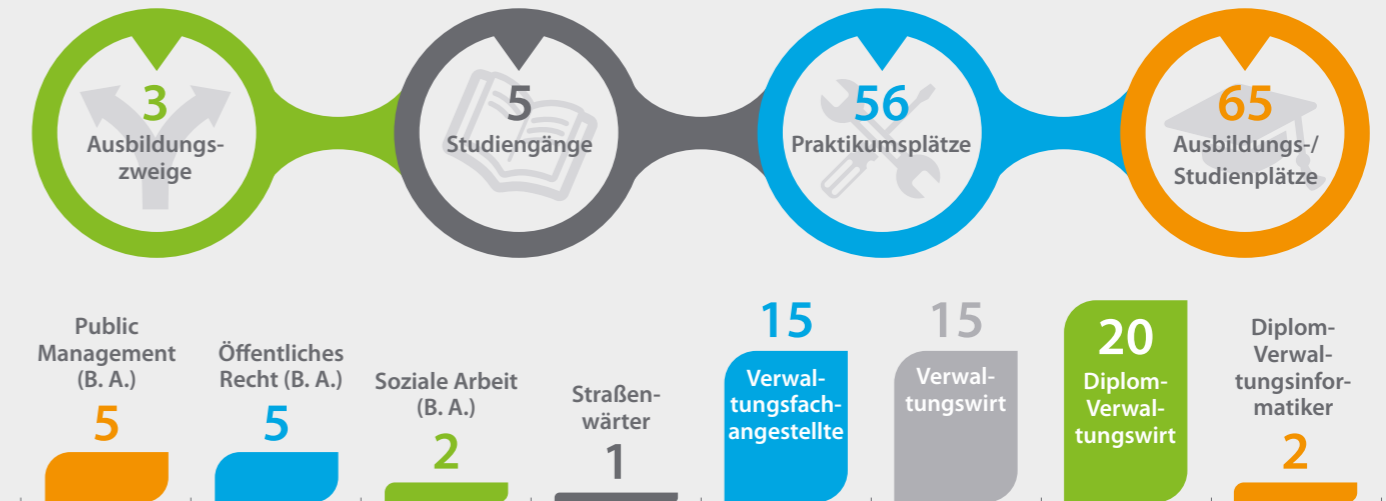 3
Ausbildungs-
zweige
5
Studiengänge
56
Praktikumsplätze
65
Ausbildungs-/
Studienplätze
Public
Management
(B. A.)
5
Öffentliches
Recht (B. A.)
5
Soziale Arbeit
(B. A.)
2
Straßen-
wärter
1
15
Verwal-
tungsfach-
angestellte
15
Verwal-
tungswirt
20
Diplom-
Verwal-
tungswirt
Diplom-
Verwal-
tungsinfor-
matiker
2